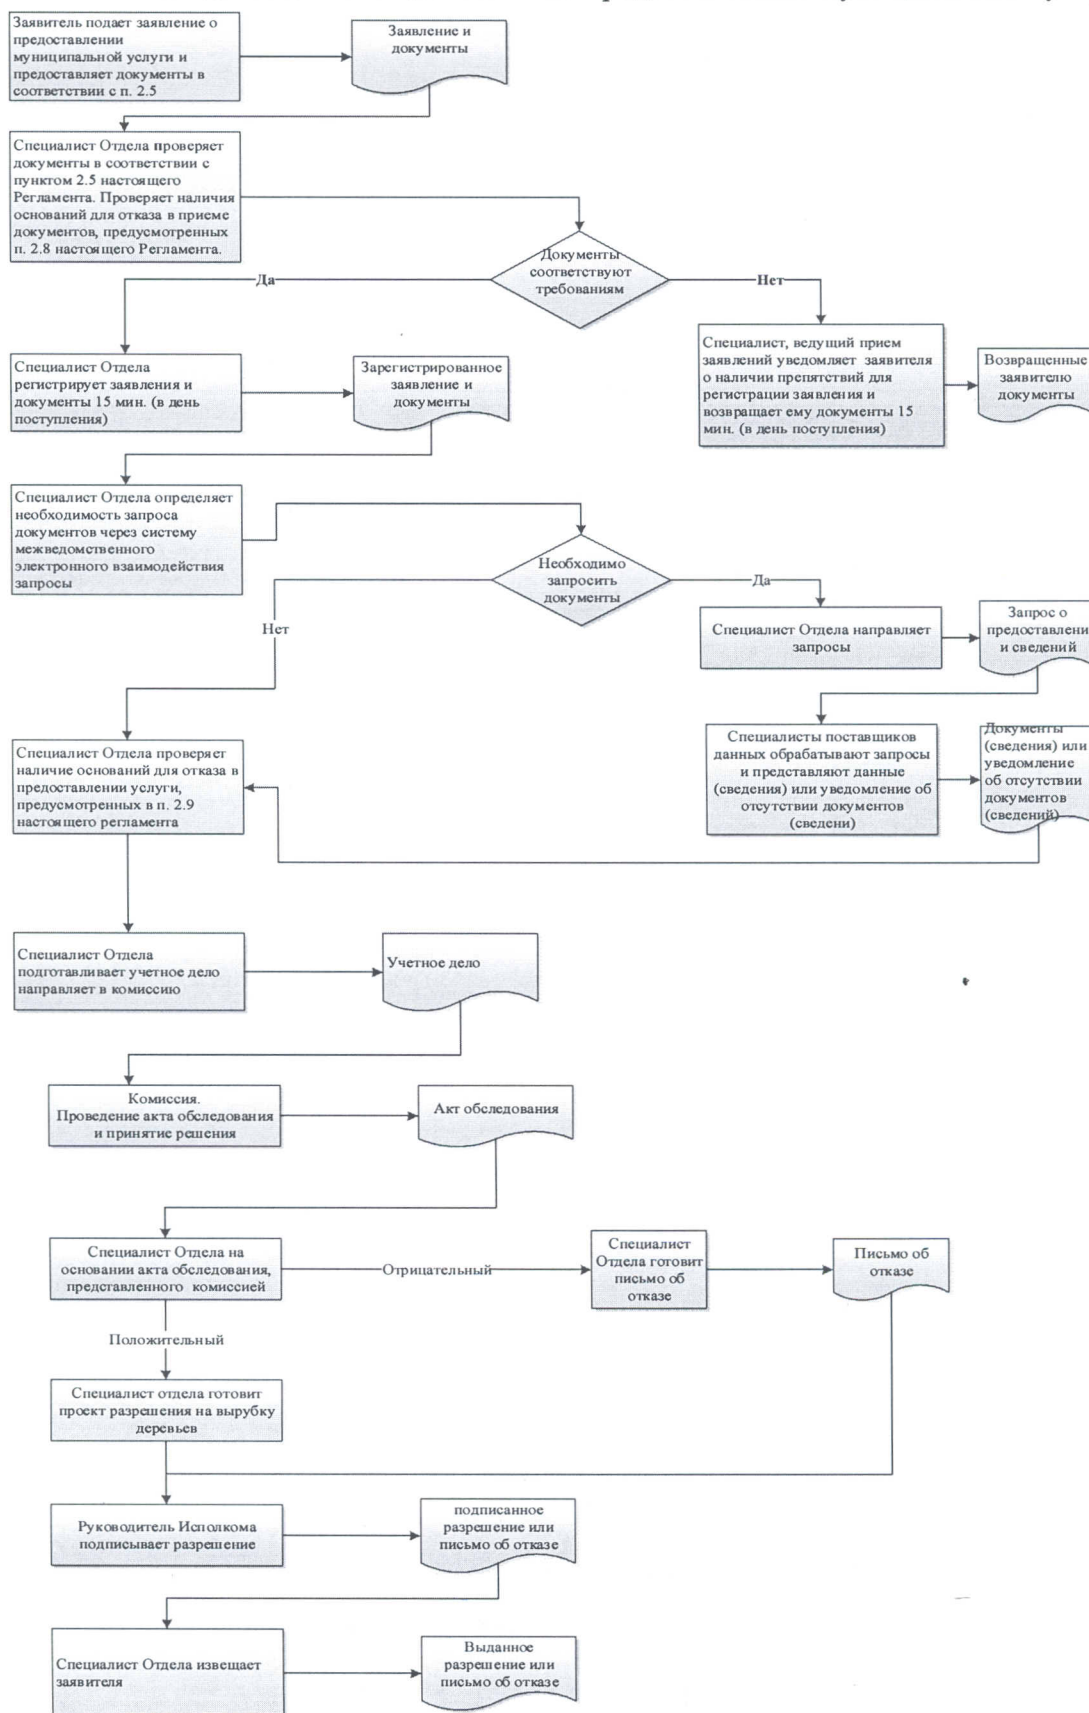 Заявитель подает заявление о
предоставлении
муниципальной услуги и
предоставляет документы в
соответствии с п. 2.5
Заявление и
документы
Специалист Отдела проверяет
документы в соответствии с
пунктом 2.5 настоящего
Регламента. Проверяет наличия
оснований для отказа в приеме
документов, предусмотренных
п. 2.8 настоящего Регламента.
Документы
соответствуют
требованиям
Да
Нет
Специалист Отдела
регистрирует заявления и
документы 15 мин. (в день
поступления)
Зарегистрированное
заявление и
документы
Специалист, ведущий прием
заявлений уведомляет заявителя
о наличии препятствий для
регистрации заявления и
возвращает ему документы 15
мин. (в день поступления)
Возвращенные
заявителю
документы
Специалист Отдела определяет
необходимость запроса
документов через систему
межведомственного
электронного взаимодействия
запросы
Необходимо
запросить
документы
Да
Нет
Специалист Отдела направляет
запросы
Запрос о
предоставлени
и сведений
Специалист Отдела проверяет
наличие оснований для отказа в
предоставлении услуги,
предусмотренных в п. 2.9
настоящего регламента
Специалисты поставщиков
данных обрабатывают запросы
и представляют данные
(сведения) или уведомление об
отсутствии документов
(сведени)
Документы
(сведения) или
уведомление
об отсутствии
документов
(сведений)
Специалист Отдела
подготавливает учетное дело
направляет в комиссию
Учетное дело
Комиссия.
Проведение акта обследования
и принятие решения
Акт обследования
Специалист Отдела на
основании акта обследования,
представленного комиссией
Отрицательный
Специалист
Отдела готовит
письмо об
отказе
Письмо об
отказе
Положительный
Специалист отдела готовит
проект разрешения на вырубку
деревьев
Руководитель Исполкома
подписывает разрешение
подписанное
разрешение или
письмо об отказе
Специалист Отдела извещает
заявителя
Выданное
разрешение или
письмо об отказе